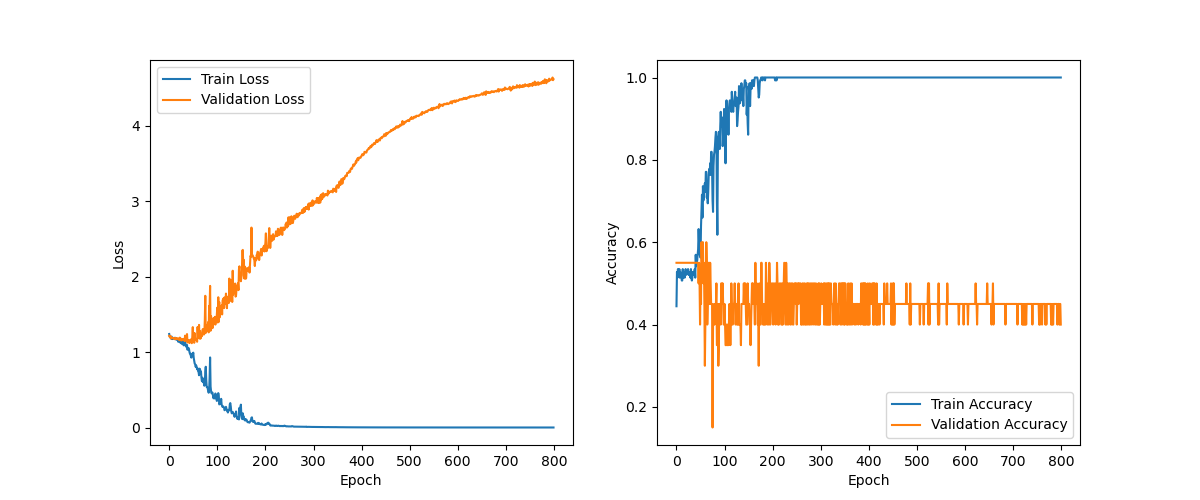 Train Loss
Validation Loss
Loss
4
3
2
1
0
0 100 200 300 400 500 600 700 800
Epoch
Accuracy
1.0
0.8
0.6
0.4
0.2
Train Accuracy
Validation Accuracy
0 100 200 300 400 500 600 700 800
Epoch